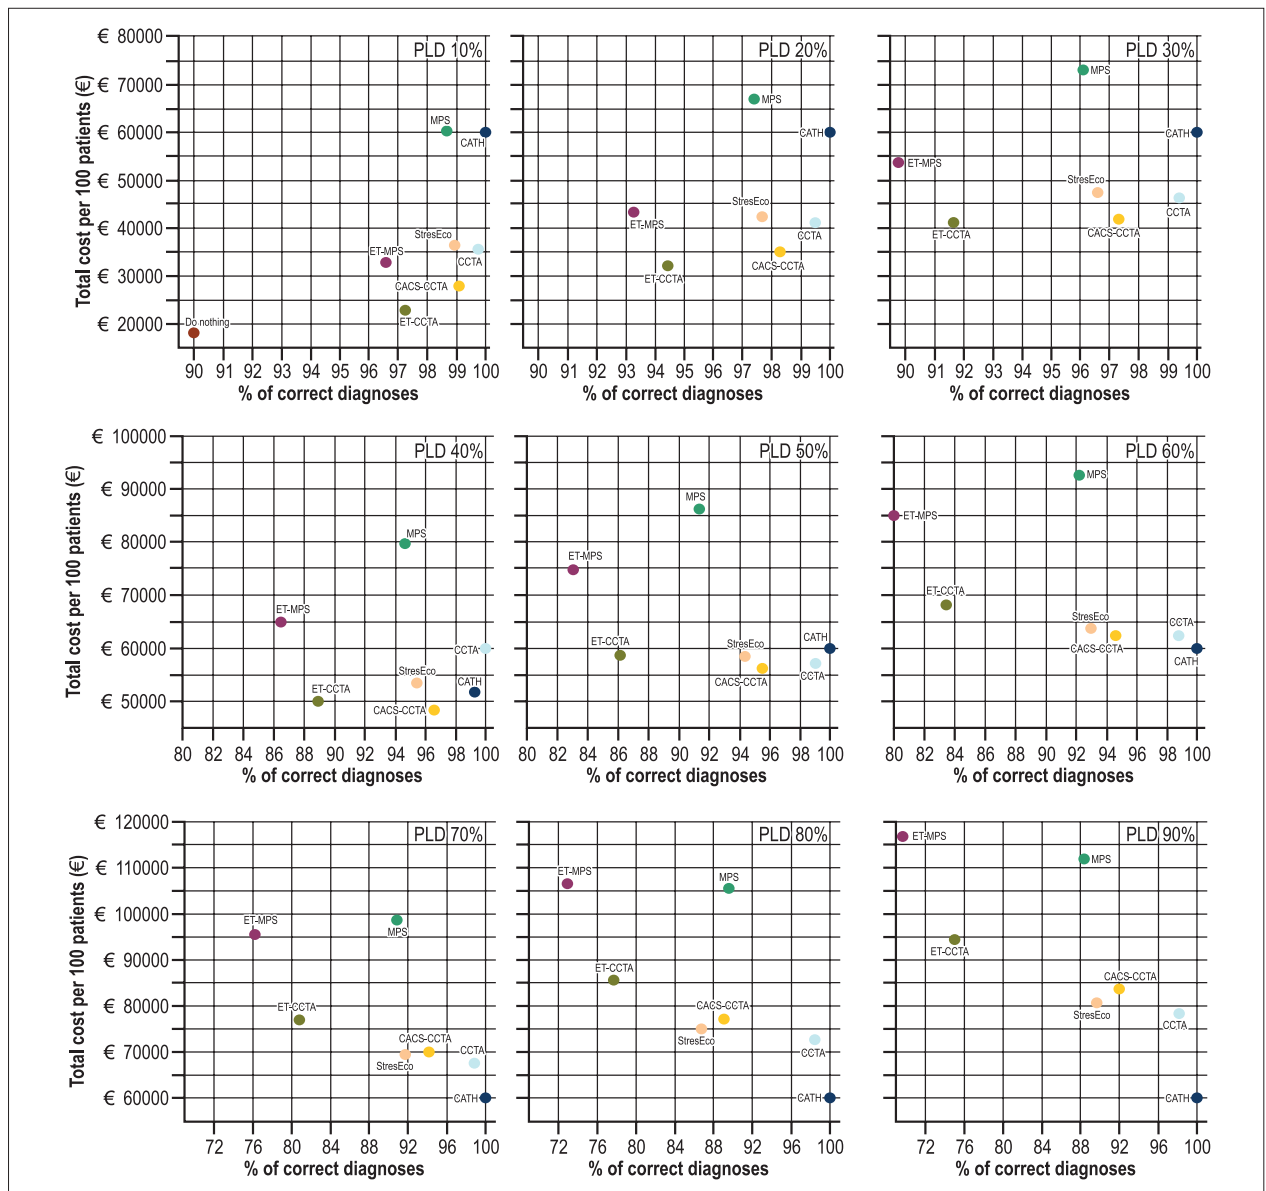 € 80000
PLD 10%
PLD 20%
PLD 30%
€ 70000
MPS
MPS
MPS
€ 60000
CATH
CATH
CATH
€ 50000
ET-MPS
StresEco
StresEco
€ 40000
StresEco
ET-MPS
CCTA
CCTA
ET-CCTA
CACS-CCTA
ET-MPS
CCTA
CACS-CCTA
€ 30000
CACS-CCTA
ET-CCTA
€ 20000
Do nothing
ET-CCTA
Total cost per 100 patients (€)
90 91 92 93 94 95 96 97 98 99 100
90 91 92 93 94 95 96 97 98 99 100
90 91 92 93 94 95 96 97 98 99 100
% of correct diagnoses
% of correct diagnoses
% of correct diagnoses
€ 100000
PLD 40%
PLD 50%
PLD 60%
€ 90000
MPS
MPS
ET-MPS
€ 80000
MPS
ET-MPS
€ 70000
ET-MPS
ET-CCTA
StresEco
CCTA
€ 60000
CCTA
ET-CCTA
StresEco
CATH
CACS-CCTA
CATH
StresEco
CATH
CACS-CCTA
CCTA
€ 50000
ET-CCTA
CACS-CCTA
Total cost per 100 patients (€)
80 82 84 86 88 90 92 94 96 98 100
80 82 84 86 88 90 92 94 96 98 100
80 82 84 86 88 90 92 94 96 98 100
% of correct diagnoses
% of correct diagnoses
% of correct diagnoses
€ 120000
PLD 70%
PLD 80%
PLD 90%
ET-MPS
€ 110000
ET-MPS
MPS
MPS
€ 100000
ET-MPS
MPS
€ 90000
ET-CCTA
ET-CCTA
CACS-CCTA
€ 80000
ET-CCTA
CACS-CCTA
StresEco
CCTA
€ 70000
CACS-CCTA
CCTA
StresEco
StresEco
CCTA
€ 60000
CATH
CATH
CATH
Total cost per 100 patients (€)
72 76 80 84 88 92 96 100
72 76 80 84 88 92 96 100
72 76 80 84 88 92 96 100
% of correct diagnoses
% of correct diagnoses
% of correct diagnoses